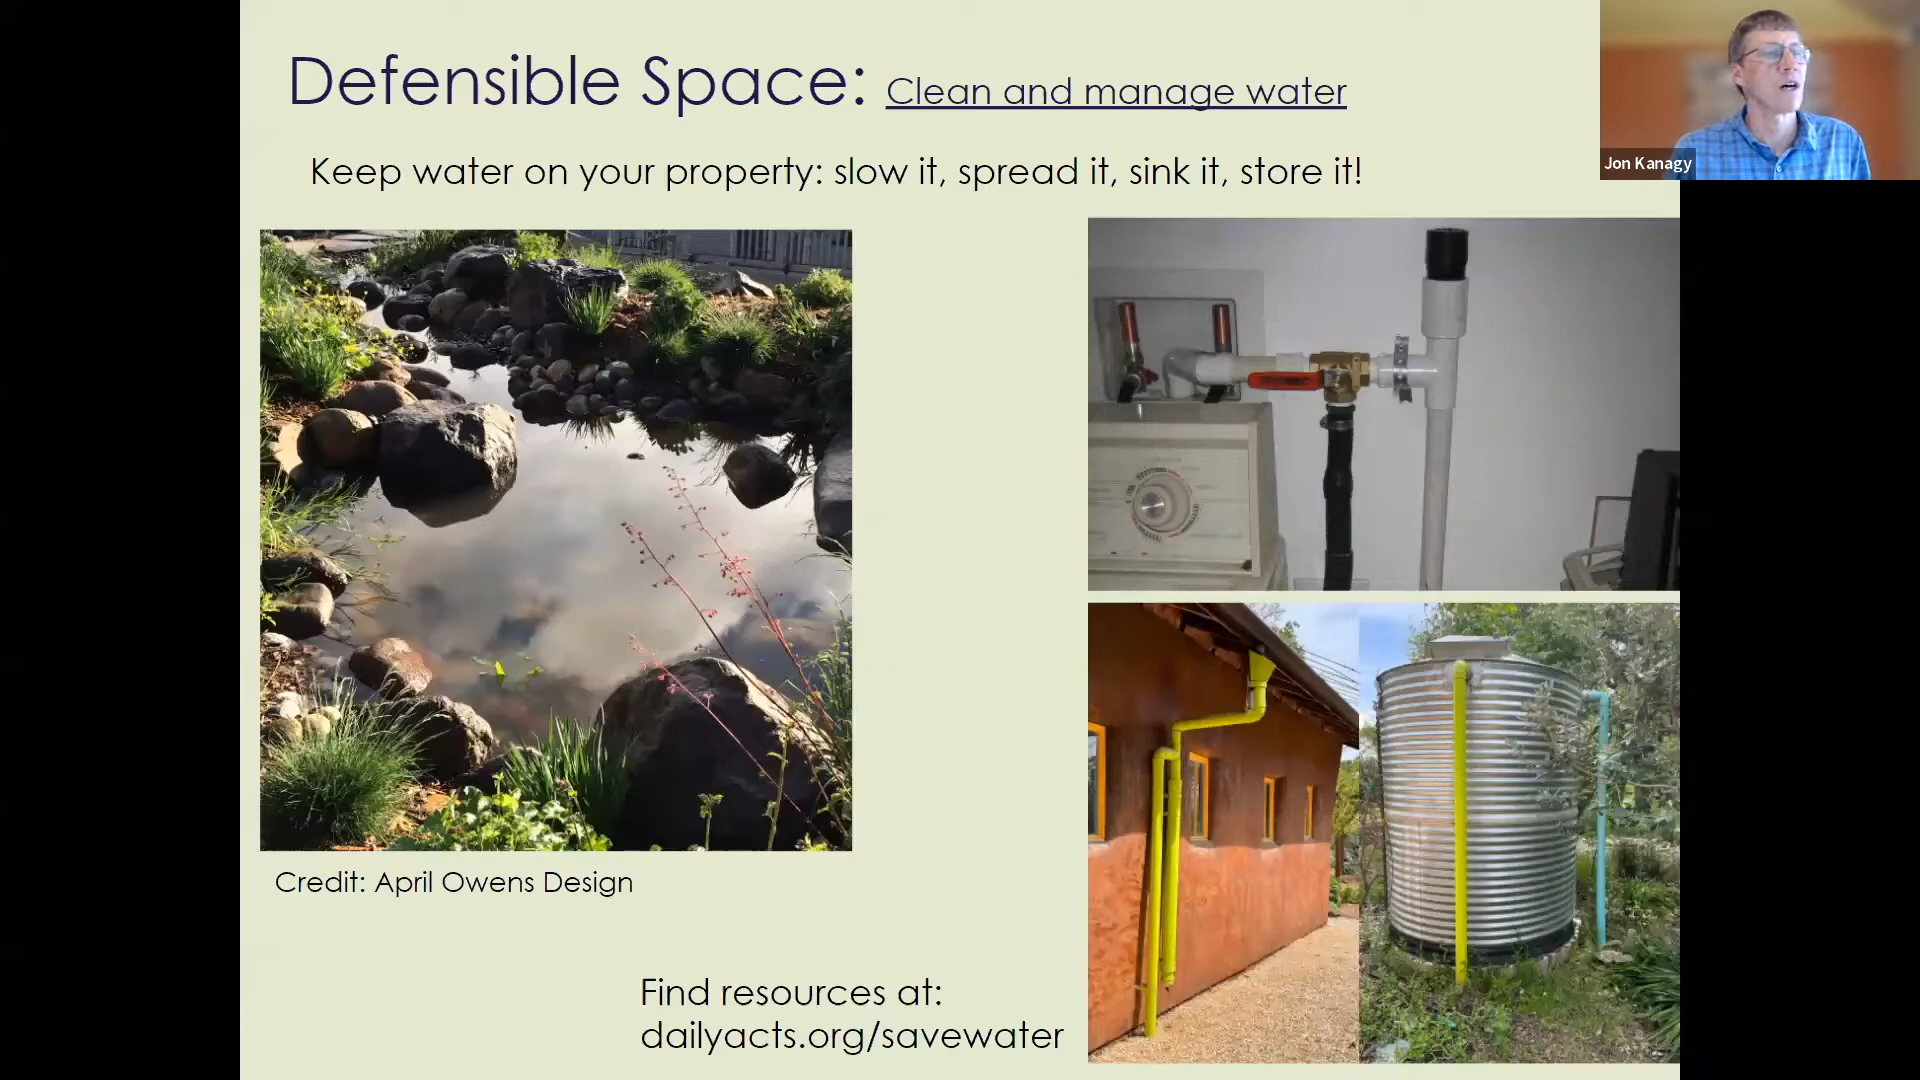 Defensible Space: Clean and manage water
Jon Kanagy
Keep water on your property: slow it, spread it, sink it, store it!
Credit: April Owens Design
Find resources at:
dailyacts.org/savewater